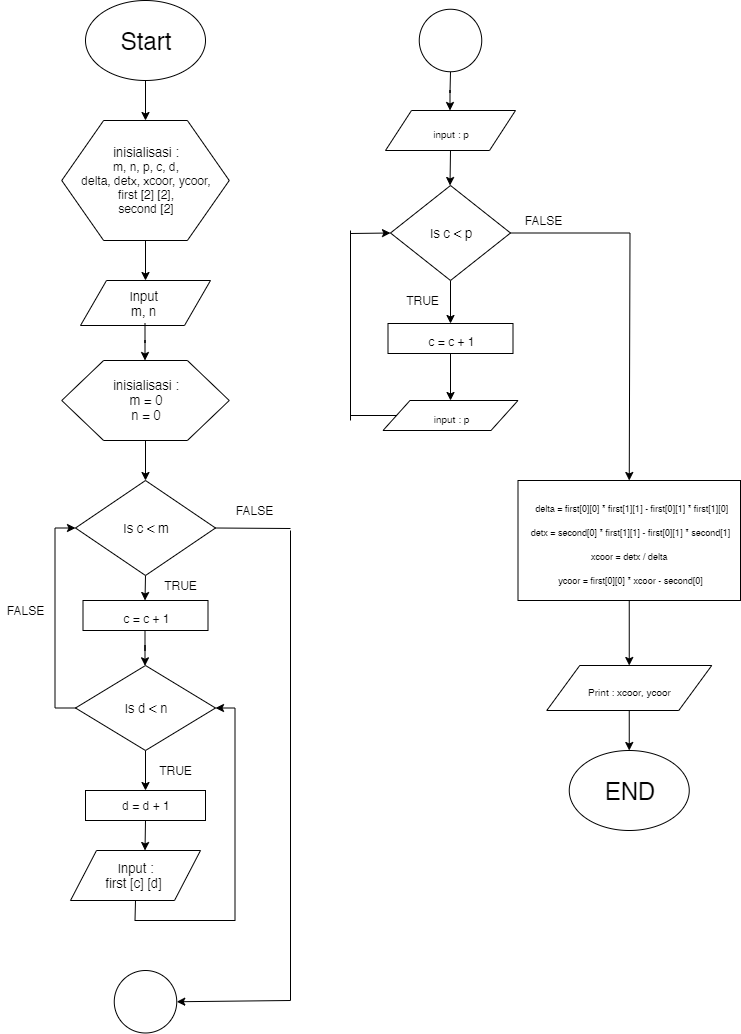 Start
inisialisasi :
m, n, p, c, d,
delta, detx, xcoor, ycoor,
first [2] [2],
second [2]
input
m, n
inisialisasi :
m = 0
n = 0
Is c < m
FALSE
TRUE
c = c + 1
FALSE
Is d < n
TRUE
d = d + 1
Input :
first [c] [d]
input : p
Is c < p
FALSE
TRUE
c = c + 1
input : p
delta = first[0][0] * first[1][1] - first[0][1] * first[1][0]
detx = second[0] * first[1][1] - first[0][1] * second[1]
xcoor = detx / delta
ycoor = first[0][0] * xcoor - second[0]
Print : xcoor, ycoor
END